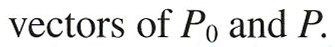 vectors of P₀ and P.